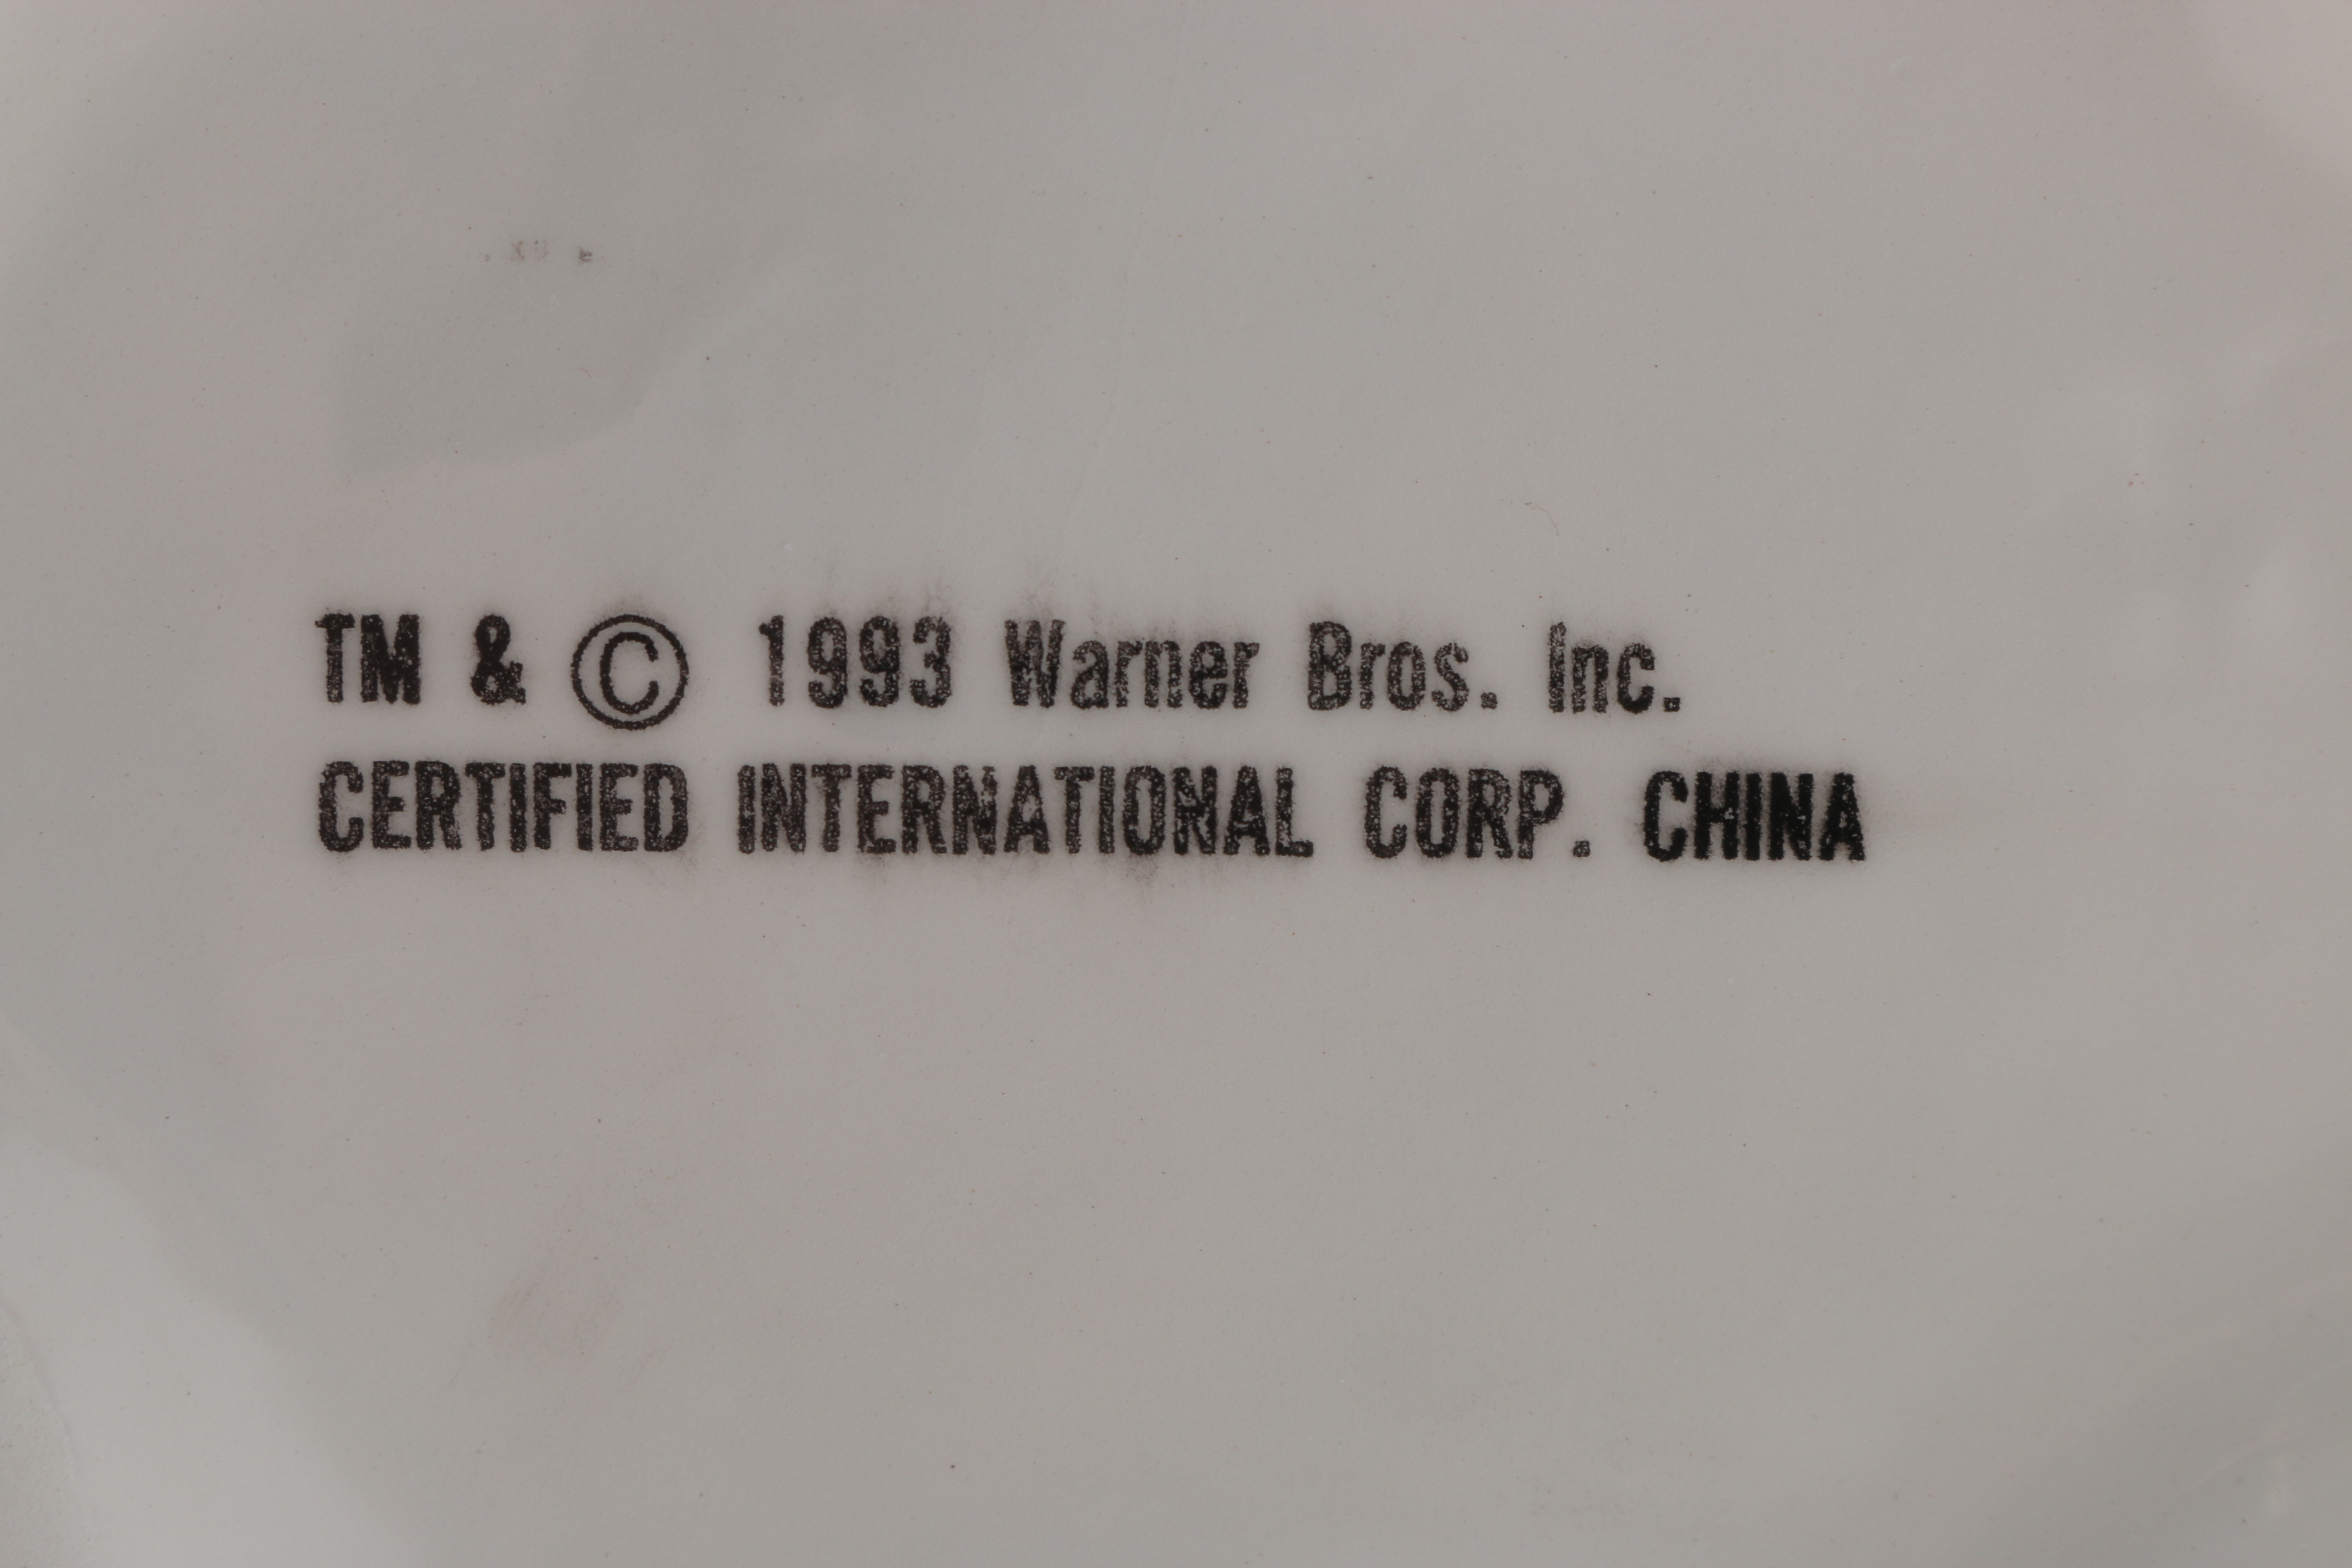 TM & © 1993 Warner Bros. Inc.
CERTIFIED INTERNATIONAL CORP. CHINA